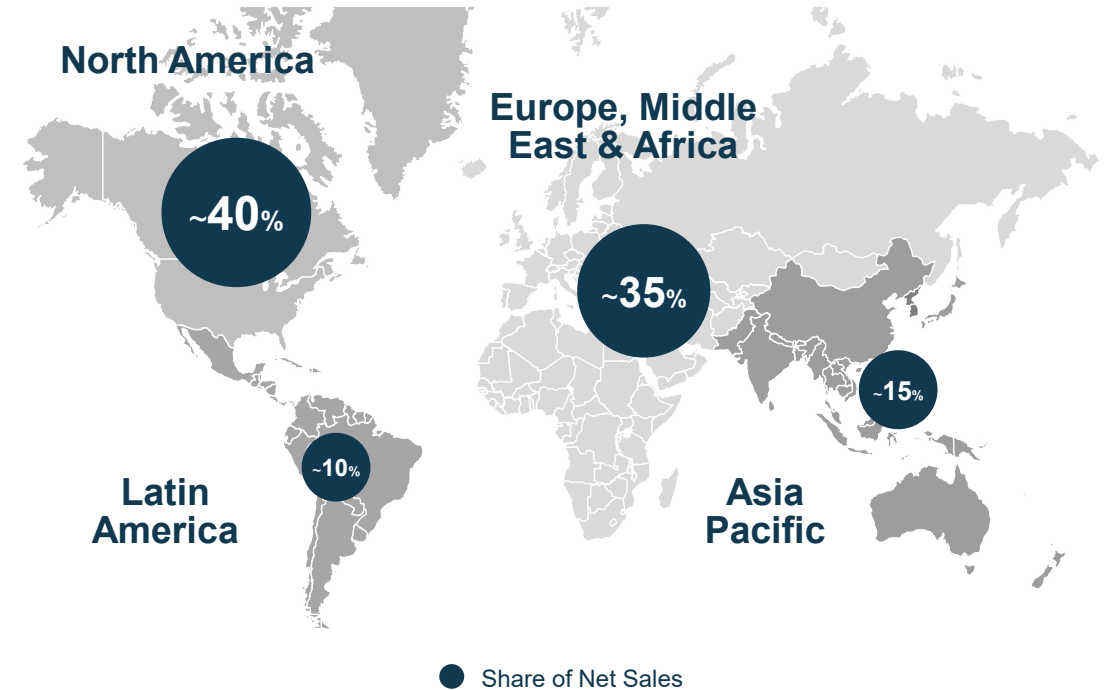 North America
~40%
Europe, Middle
East & Africa
~35%
~15%
~10%
Latin
America
Asia
Pacific
Share of Net Sales